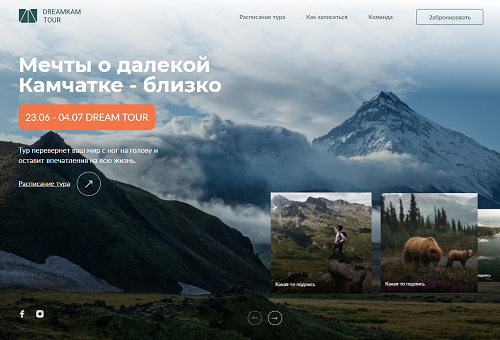 DREAMKAM
TOUR
Расписание тура
Как записаться
Команда
Забронировать
Мечты о далекой
Камчатке - близко
23.06 - 04.07 DREAM TOUR
Тур перевернет ваш мир с ног на голову и
оставит впечатления на всю жизнь.
Расписание тура
Какая-то подпись
Какая-то подпись